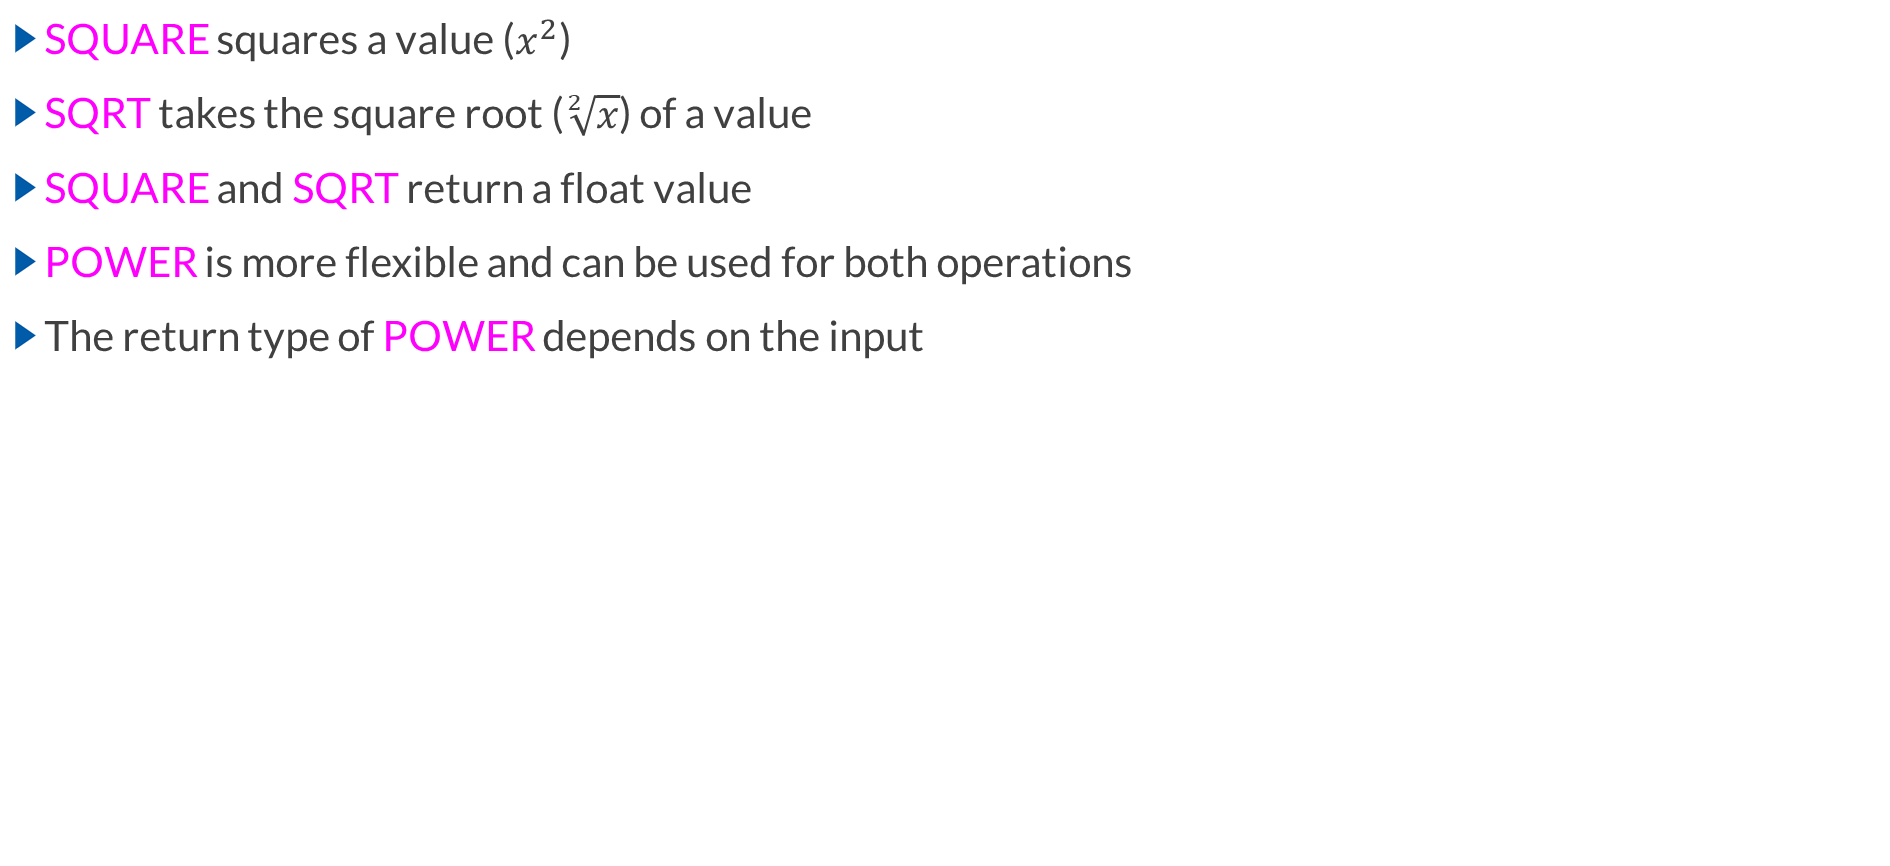 SQUARE squares a value (x²)
SQRT takes the square root (²√x) of a value
SQUARE and SQRT return a float value
POWER is more flexible and can be used for both operations
The return type of POWER depends on the input